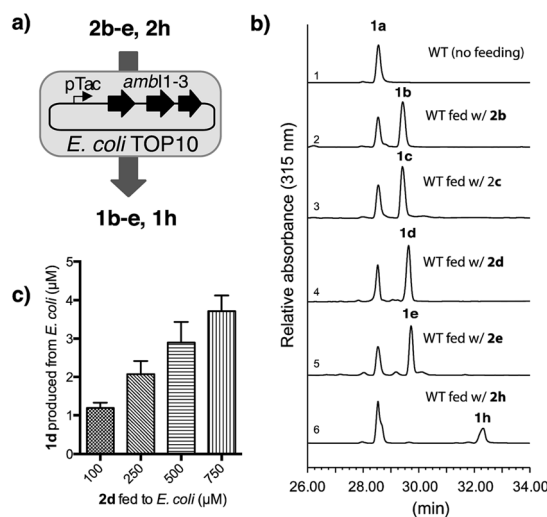 a)
2b-e, 2h
pTac
ambI1-3
E. coli TOP10
1b-e, 1h
b)
Relative absorbance (315 nm)
1a
WT (no feeding)
1
1b
WT fed w/ 2b
2
1c
WT fed w/ 2c
3
1d
WT fed w/ 2d
4
1e
WT fed w/ 2e
5
WT fed w/ 2h
1h
6
26.00 28.00 30.00 32.00 34.00
(min)
c)
1d produced from E. coli (μM)
5
4
3
2
1
0
100 250 500 750
2d fed to E. coli (μM)